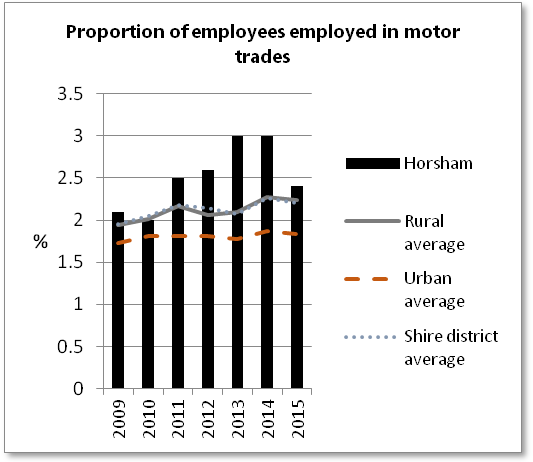 Proportion of employees employed in motor
trades
3.5
3
2.5
2
1.5
1
0.5
0
%
2009
2010
2011
2012
2013
2014
2015
Horsham
Rural
average
Urban
average
Shire district
average